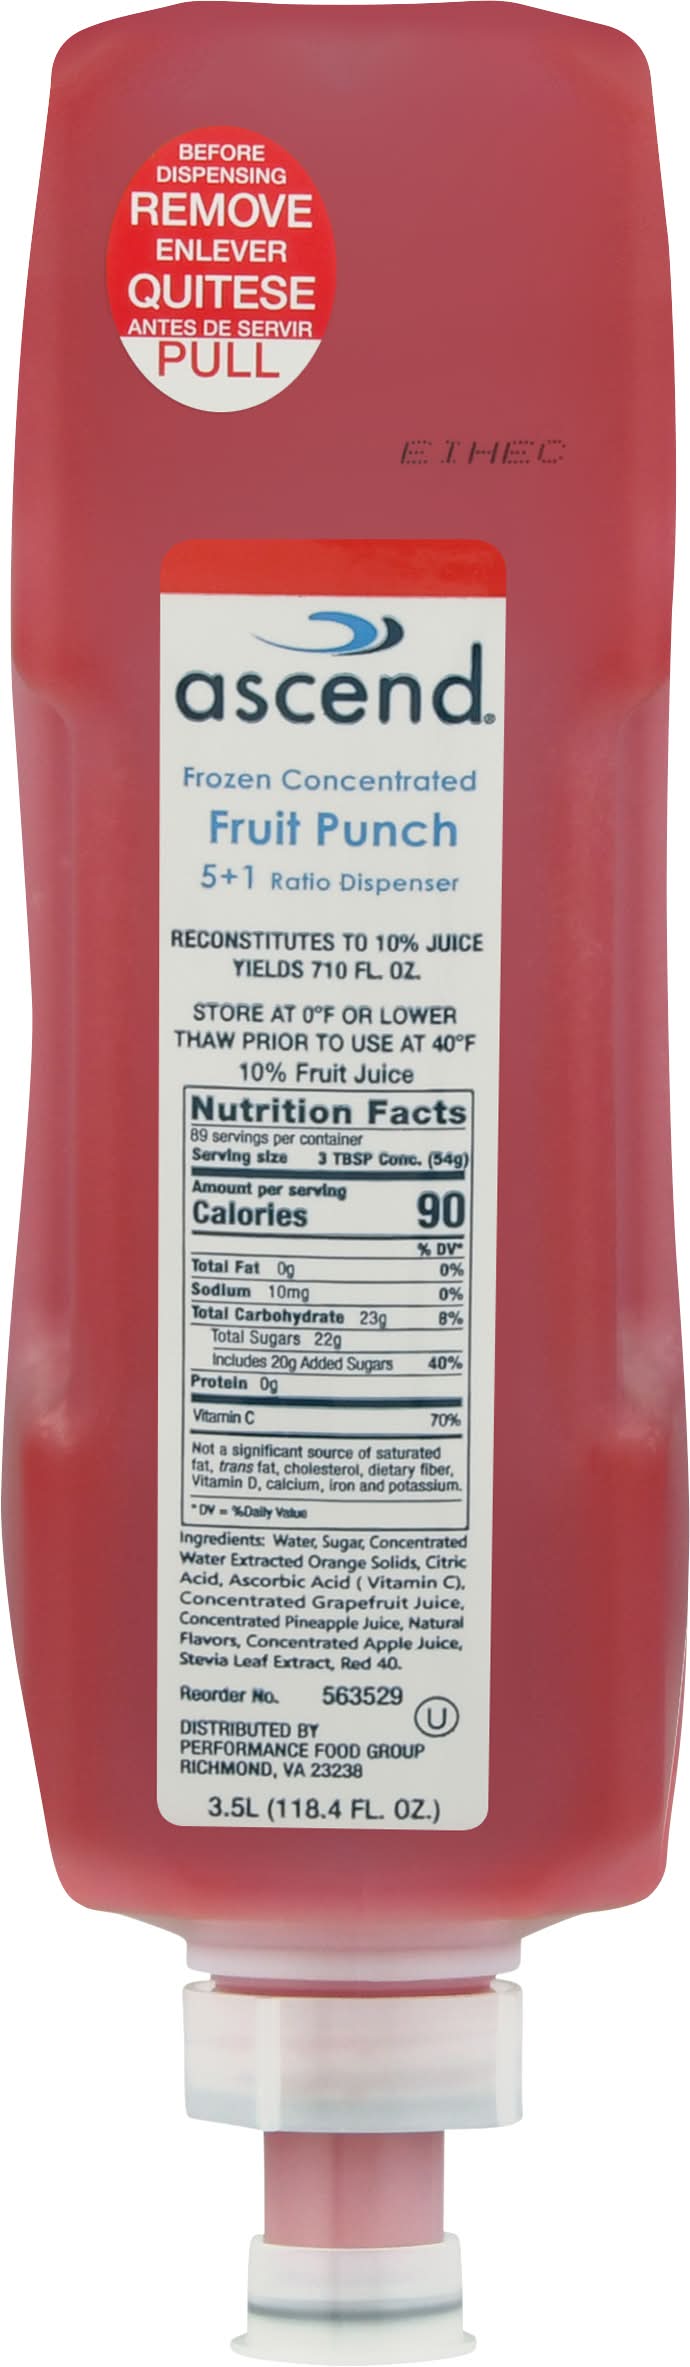 BEFORE
DISPENSING
REMOVE
ENLEVER
QUITESE
ANTES DE SERVIR
PULL
EIHEC
ascend®
Frozen Concentrated
Fruit Punch
5+1 Ratio Dispenser
RECONSTITUTES TO 10% JUICE
YIELDS 710 FL. OZ.
STORE AT 0°F OR LOWER
THAW PRIOR TO USE AT 40°F
10% Fruit Juice
Nutrition Facts
89 servings per container
Serving size 3 TBSP Conc. (54g)
Amount per serving
Calories 90
% DV*
Total Fat 0g 0%
Sodium 10mg 0%
Total Carbohydrate 23g 8%
Total Sugars 22g
Includes 20g Added Sugars 40%
Protein 0g
Vitamin C 70%
Not a significant source of saturated
fat, trans fat, cholesterol, dietary fiber,
Vitamin D, calcium, iron and potassium.
* DV = %Daily Value
Ingredients: Water, Sugar, Concentrated
Water Extracted Orange Solids, Citric
Acid, Ascorbic Acid ( Vitamin C),
Concentrated Grapefruit Juice,
Concentrated Pineapple Juice, Natural
Flavors, Concentrated Apple Juice,
Stevia Leaf Extract, Red 40.
Reorder No. 563529
U
DISTRIBUTED BY
PERFORMANCE FOOD GROUP
RICHMOND, VA 23238
3.5L (118.4 FL. OZ.)